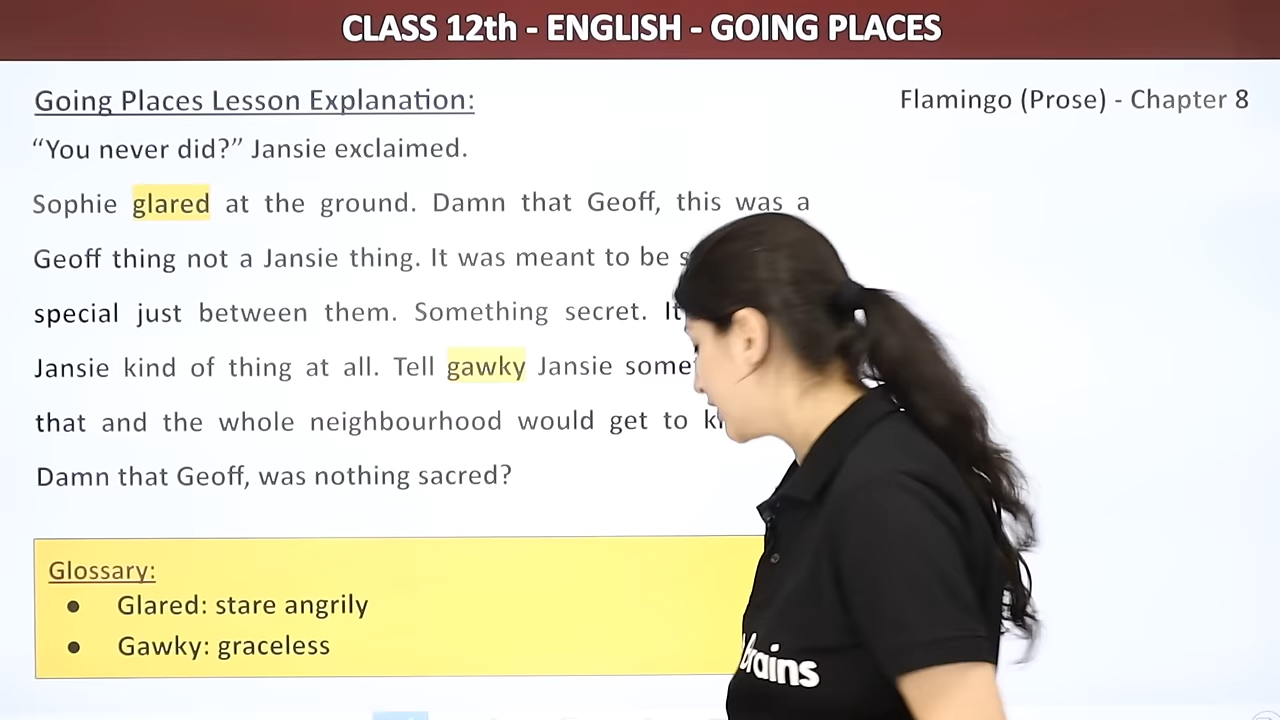 CLASS 12th - ENGLISH - GOING PLACES
Going Places Lesson Explanation:
Flamingo (Prose) - Chapter 8
“You never did?” Jansie exclaimed.
Sophie glared at the ground. Damn that Geoff, this was a
Geoff thing not a Jansie thing. It was meant to be
special just between them. Something secret. It
Jansie kind of thing at all. Tell gawky Jansie
that and the whole neighbourhood would get to
Damn that Geoff, was nothing sacred?
Glossary:
● Glared: stare angrily
● Gawky: graceless